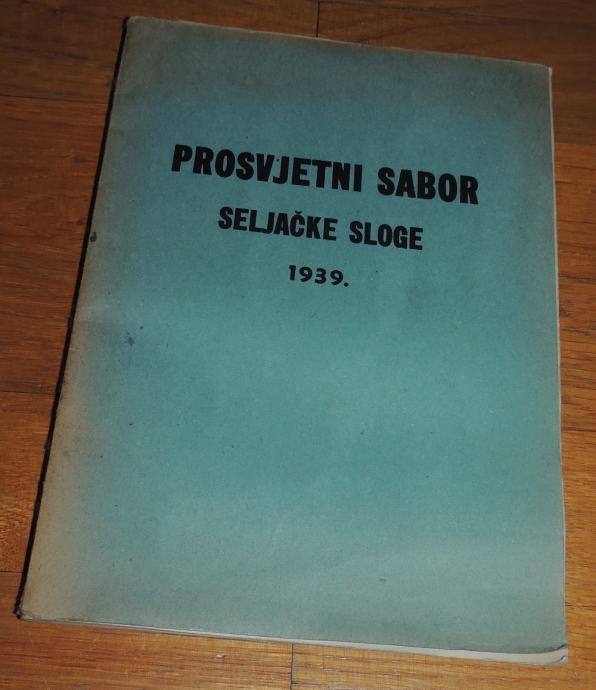 PROSVJETNI SABOR
SELJAČKE SLOGE
1939.